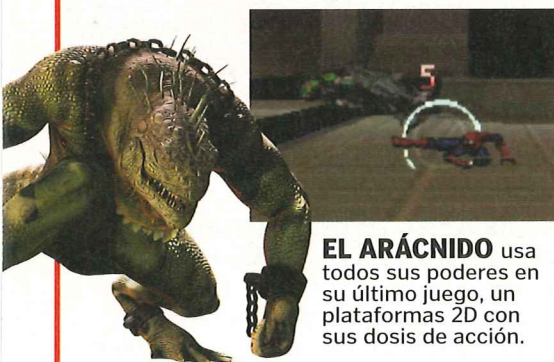 5
EL ARÁCNIDO usa
todos sus poderes en
su último juego, un
plataformas 2D con
sus dosis de acción.